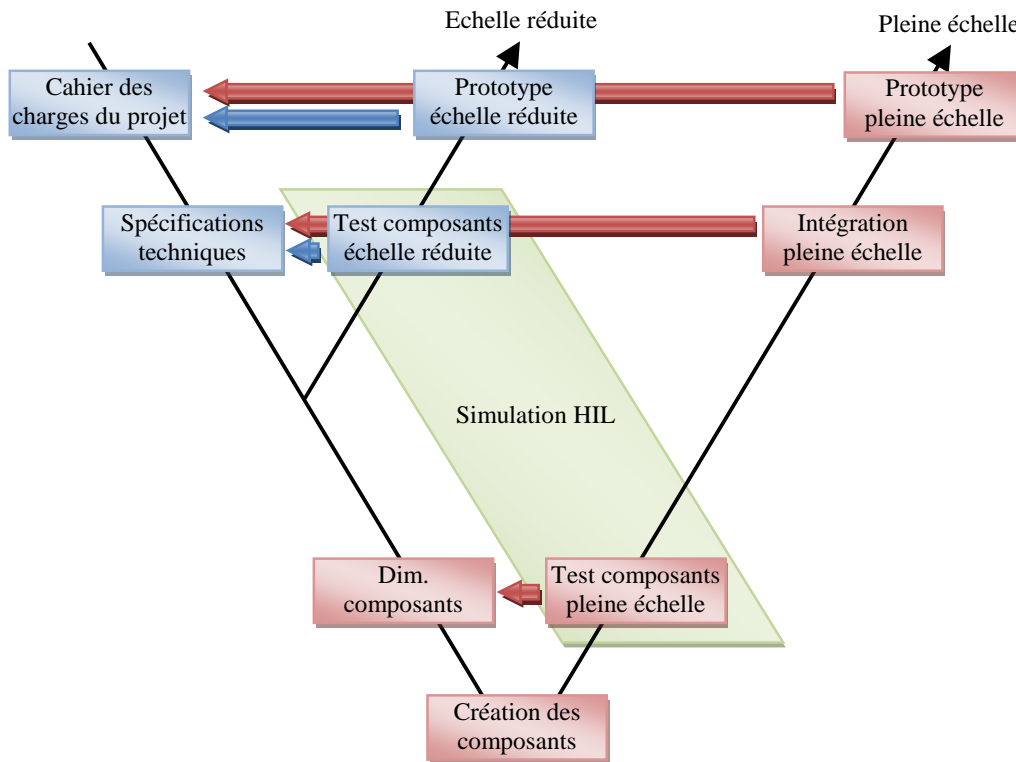 Echelle réduite
Pleine échelle
Cahier des
charges du projet
Prototype
échelle réduite
Prototype
pleine échelle
Spécifications
techniques
Test composants
échelle réduite
Intégration
pleine échelle
Simulation HIL
Dim.
composants
Test composants
pleine échelle
Création des
composants